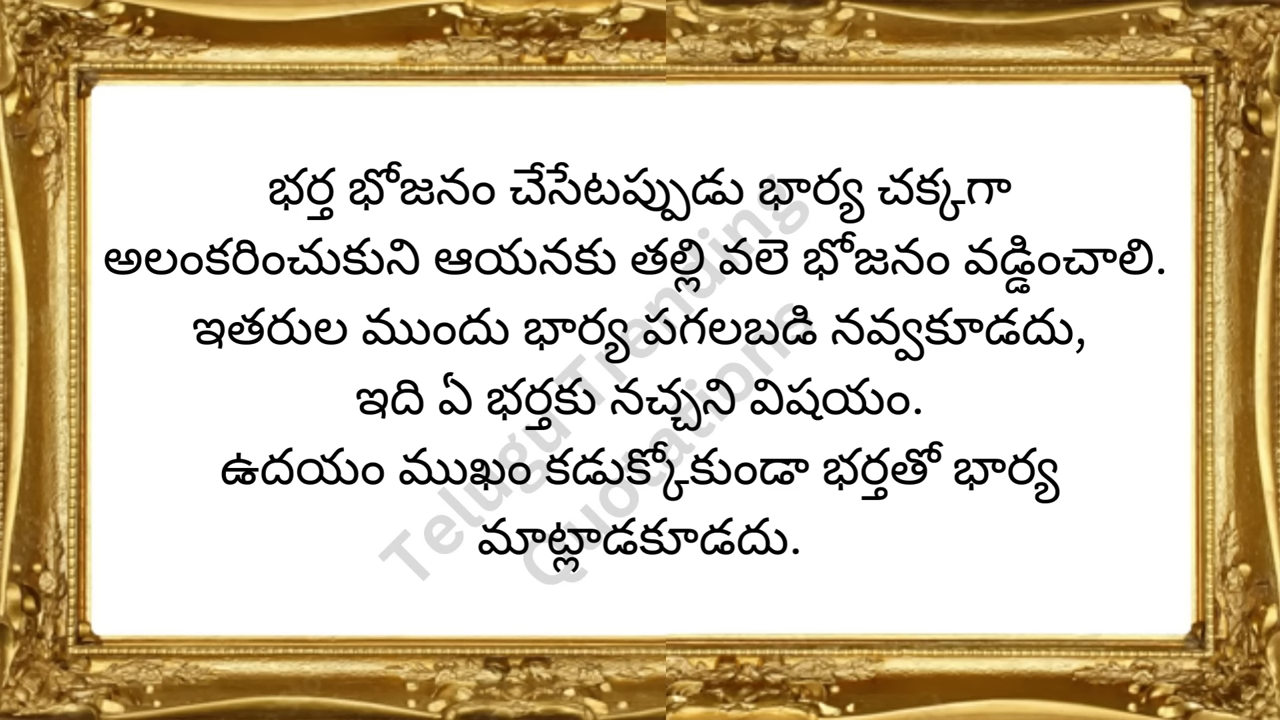 భర్త భోజనం చేసేటప్పుడు భార్య చక్కగా
అలంకరించుకుని ఆయనకు తల్లి వలె భోజనం వడ్డించాలి.
ఇతరుల ముందు భార్య పగలబడి నవ్వకూడదు,
ఇది ఏ భర్తకు నచ్చని విషయం.
ఉదయం ముఖం కడుక్కోకుండా భర్తతో భార్య
మాట్లాడకూడదు.
Telugu Trending
Quotations